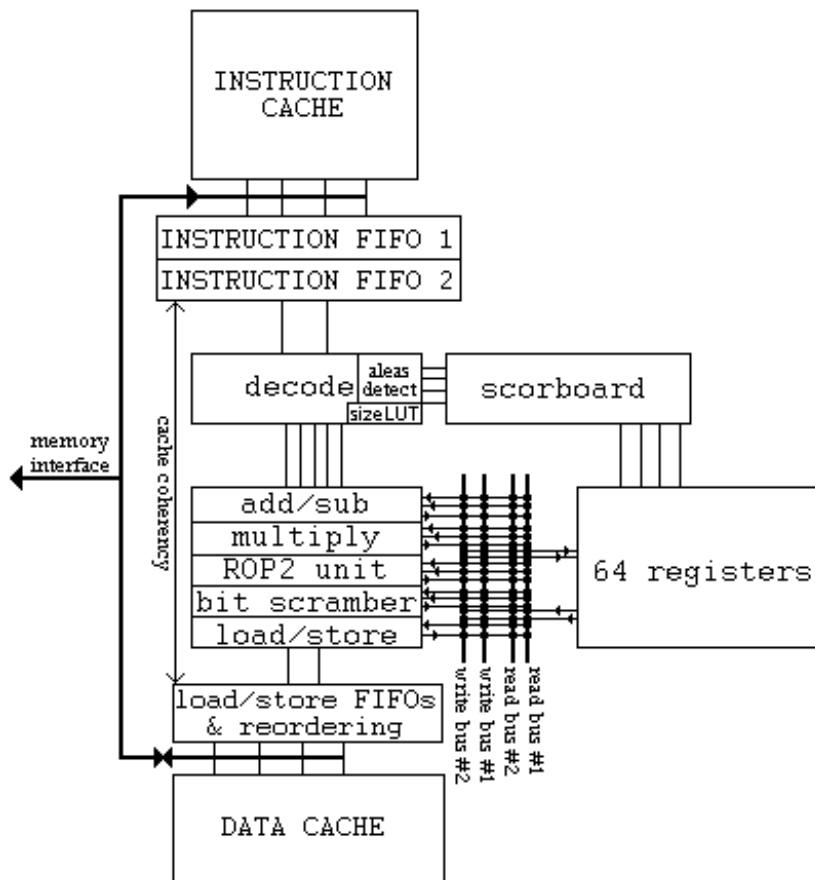 INSTRUCTION
CACHE
INSTRUCTION FIFO 1
INSTRUCTION FIFO 2
decode
aleas
detect
sizeLUT
scorboard
memory
interface
cache coherency
add/sub
multiply
ROP2 unit
bit scramber
load/store
64 registers
write bus #2
write bus #1
read bus #2
read bus #1
load/store FIFOs
& reordering
DATA CACHE